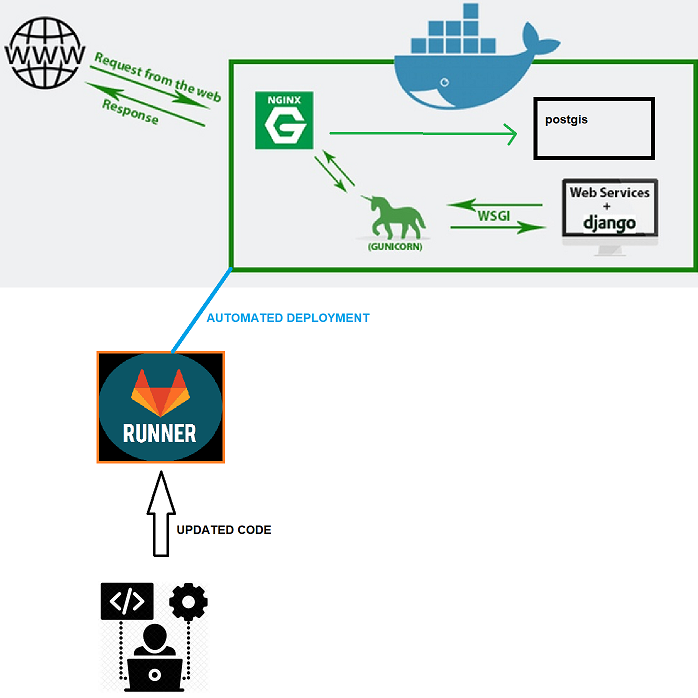 WWW
Request from the web
Response
NGINX
G
postgis
(GUNICORN)
WSGI
Web Services
+
django
AUTOMATED DEPLOYMENT
RUNNER
UPDATED CODE
</>